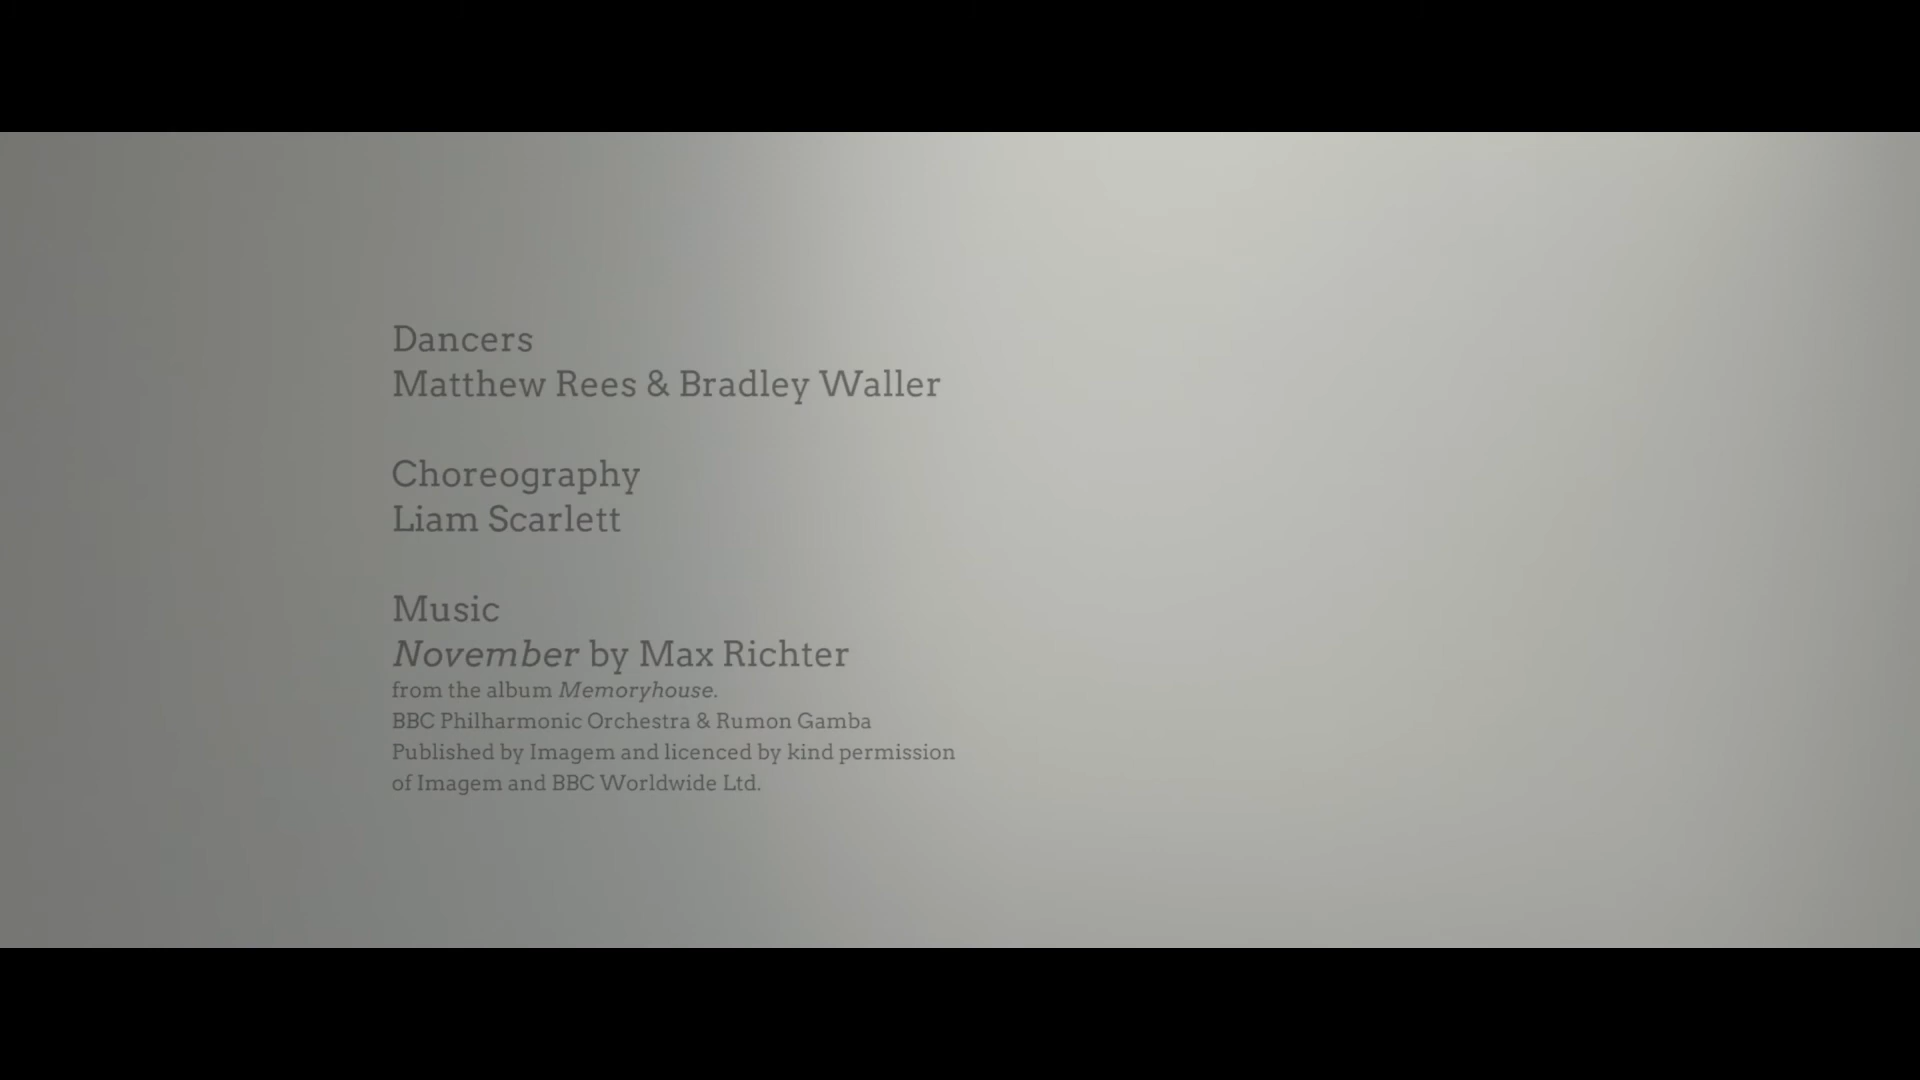 Dancers
Matthew Rees & Bradley Waller
Choreography
Liam Scarlett
Music
November by Max Richter
from the album Memoryhouse.
BBC Philharmonic Orchestra & Rumon Gamba
Published by Imagem and licenced by kind permission
of Imagem and BBC Worldwide Ltd.